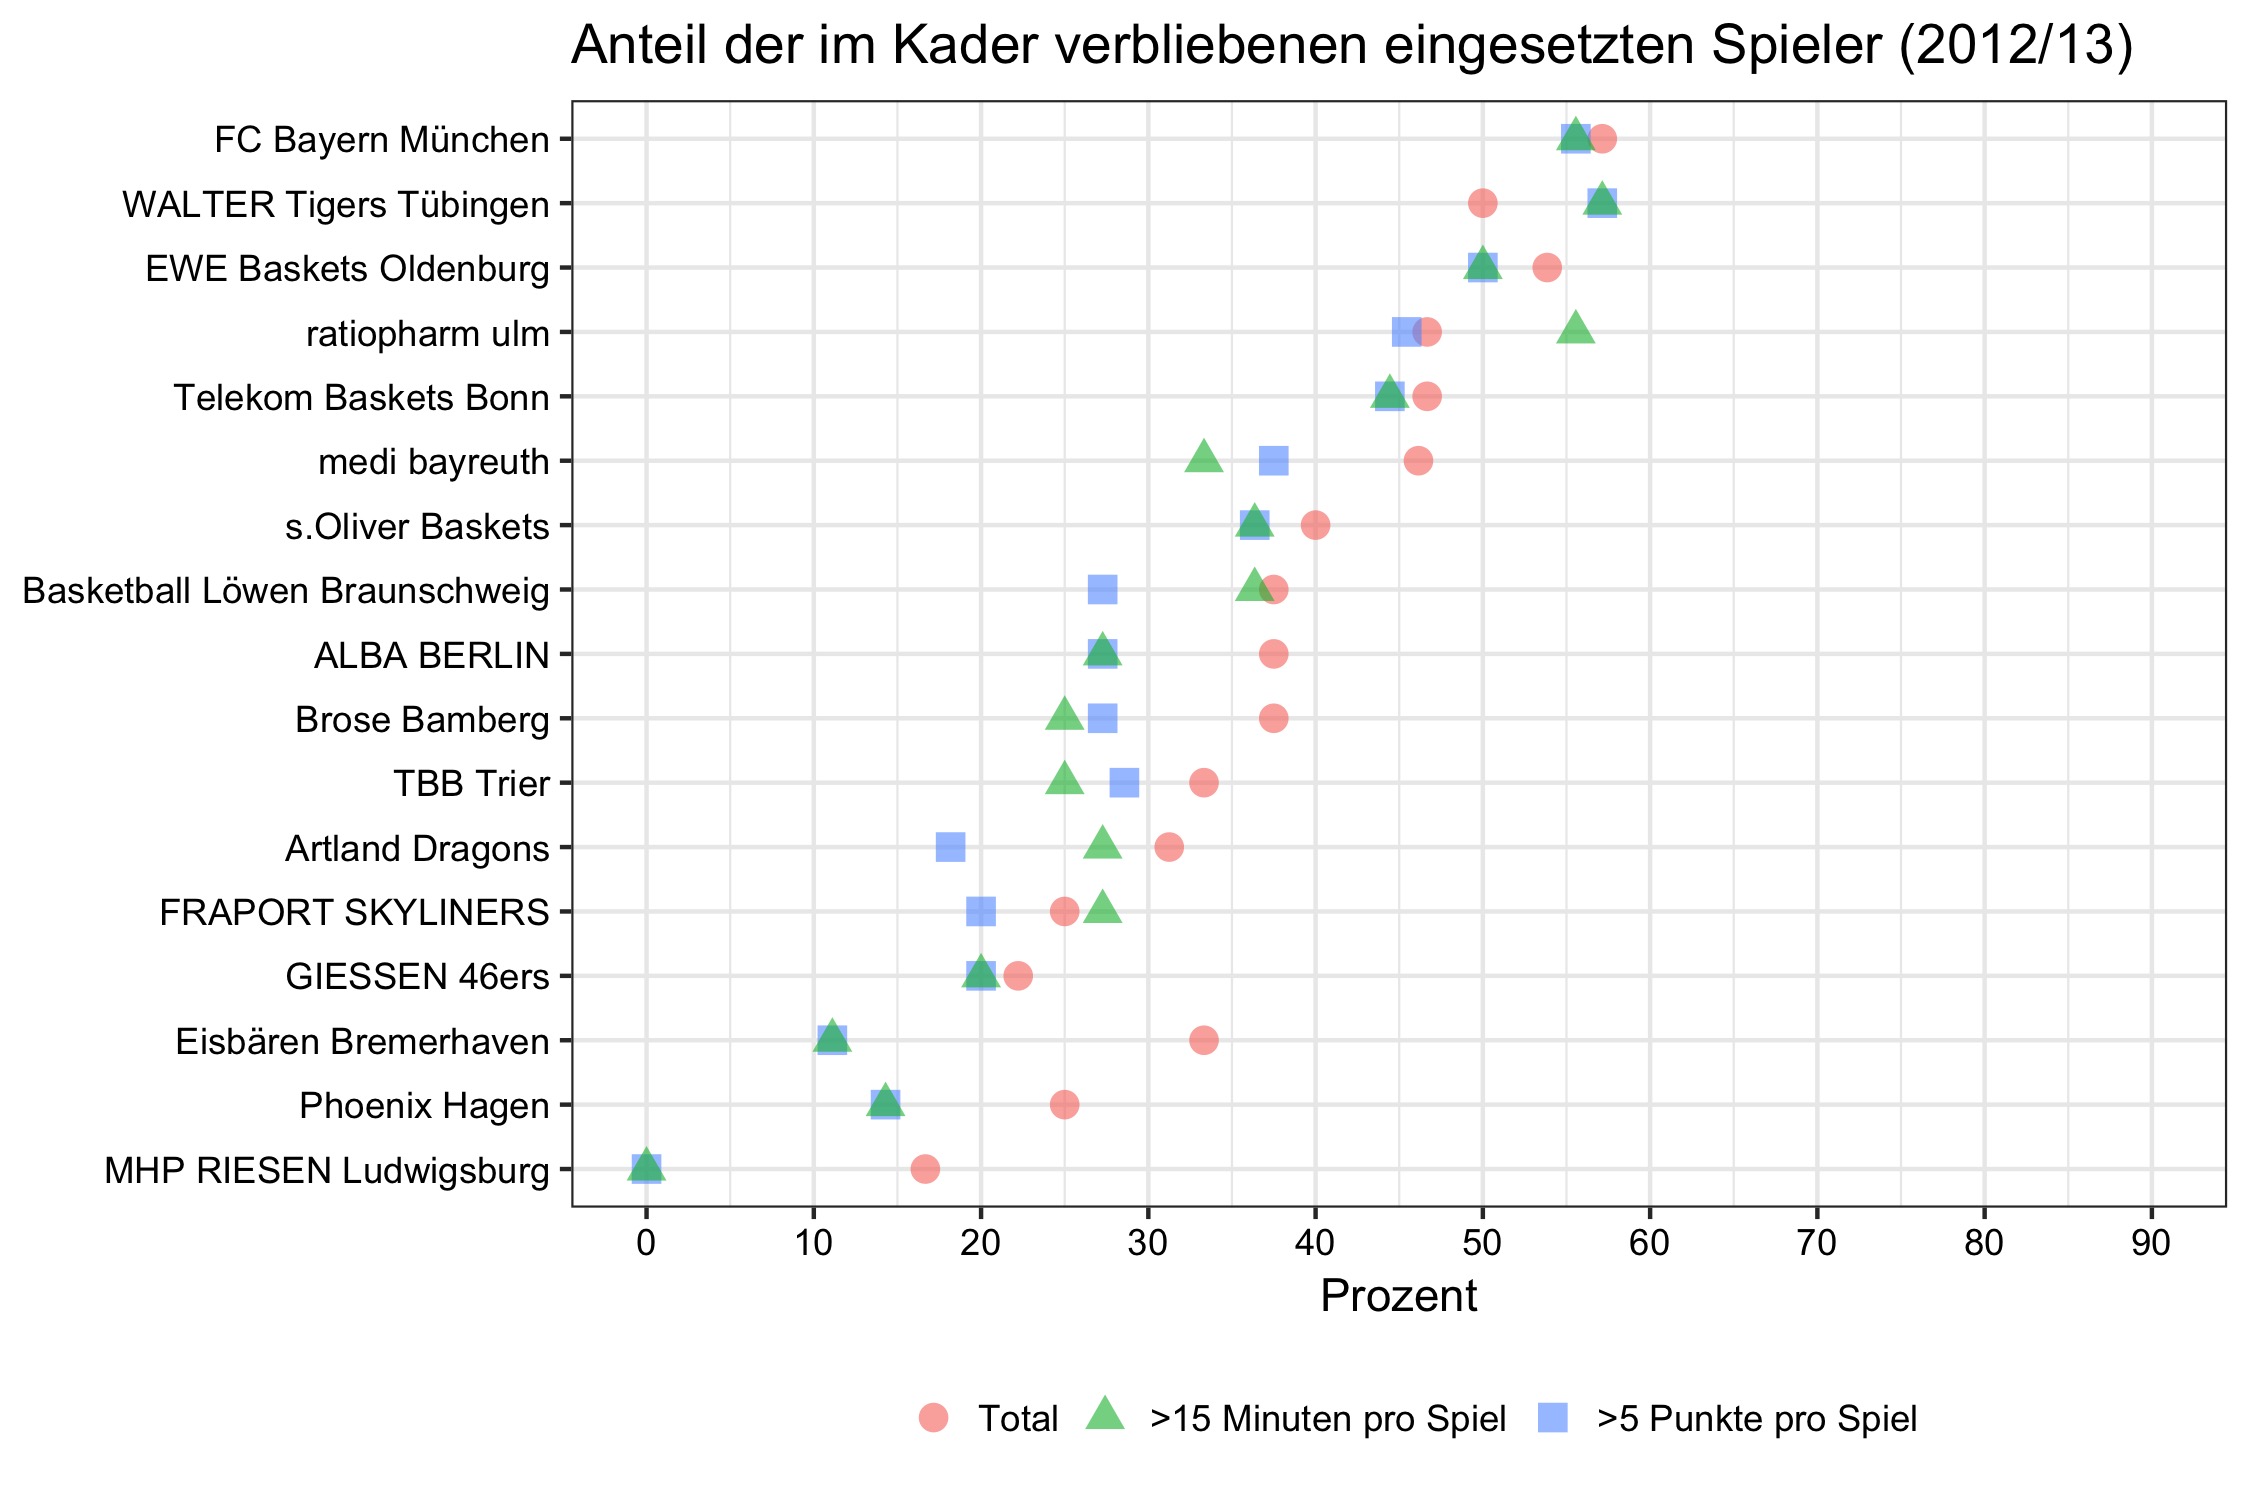 Anteil der im Kader verbliebenen eingesetzten Spieler (2012/13)
FC Bayern München
WALTER Tigers Tübingen
EWE Baskets Oldenburg
ratiopharm ulm
Telekom Baskets Bonn
medi bayreuth
s.Oliver Baskets
Basketball Löwen Braunschweig
ALBA BERLIN
Brose Bamberg
TBB Trier
Artland Dragons
FRAPORT SKYLINERS
GIESSEN 46ers
Eisbären Bremerhaven
Phoenix Hagen
MHP RIESEN Ludwigsburg
0 10 20 30 40 50 60 70 80 90
Prozent
Total >15 Minuten pro Spiel >5 Punkte pro Spiel